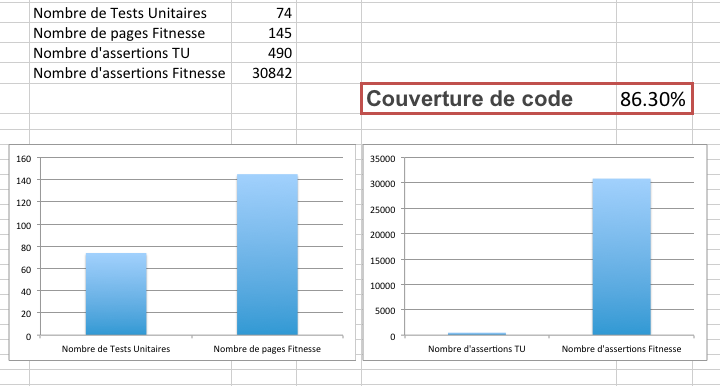 Nombre de Tests Unitaires 74
Nombre de pages Fitnesse 145
Nombre d'assertions TU 490
Nombre d'assertions Fitnesse 30842
Couverture de code 86.30%
160
140
120
100
80
60
40
20
0
Nombre de Tests Unitaires Nombre de pages Fitnesse
35000
30000
25000
20000
15000
10000
5000
0
Nombre d'assertions TU Nombre d'assertions Fitnesse